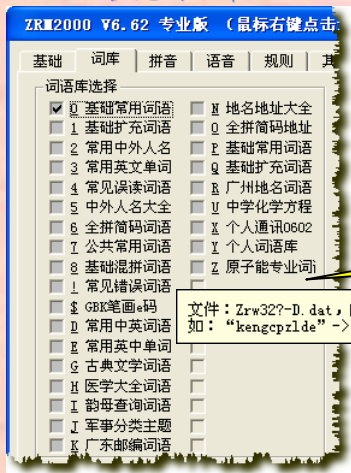 ZRM2000 V6.62 专业版 （鼠标右键点击
基础 词库 拼音 语音 规则
词语库选择
0 基础常用词语
1 基础扩充词语
2 常用中外人名
3 常用英文单词
4 常见误读词语
5 中外人名大全
6 全拼简码词语
7 公共常用词语
8 基础混拼词语
! 常见错误词语
$ GBK笔画e码
D 常用中英词语
E 常用英中单词
G 古典文学词语
H 医学大全词语
I 韵母查询词语
J 军事分类主题
K 广东邮编词语
N 地名地址大全
O 全拼简码地址
P 基础常用词语
Q 基础扩充词语
R 广州地名词语
U 中学化学方程
X 个人通讯0602
Y 个人词语库
Z 原子能专业词
文件：Zrw32?-D.dat，
如：“kengcpzlde”->